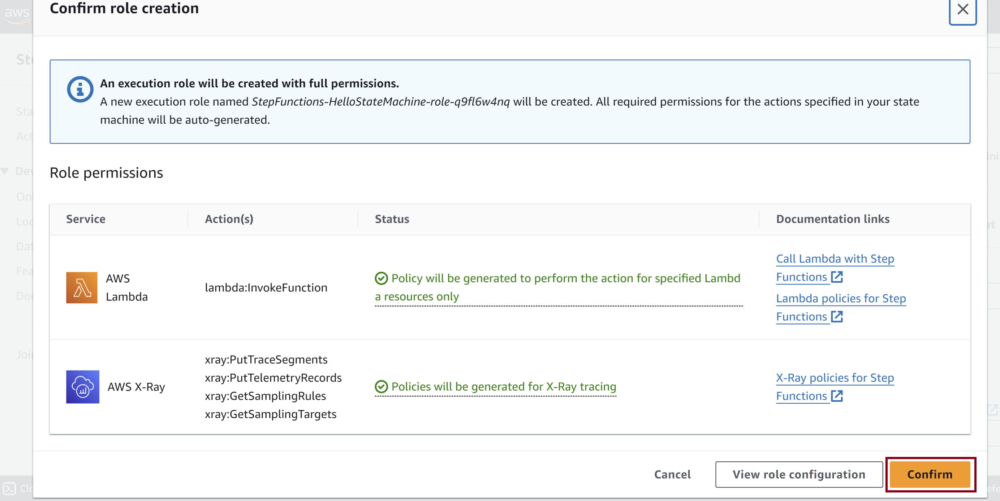 Confirm role creation
aws
An execution role will be created with full permissions.
A new execution role named StepFunctions-HelloStateMachine-role-q9fl6w4nq will be created. All required permissions for the actions specified in your state
machine will be auto-generated.
Role permissions
Service Action(s) Status Documentation links
AWS
Lambda
lambda:InvokeFunction
Policy will be generated to perform the action for specified Lambd
a resources only
Call Lambda with Step
Functions
Lambda policies for Step
Functions
AWS X-Ray
xray:PutTraceSegments
xray:PutTelemetryRecords
xray:GetSamplingRules
xray:GetSamplingTargets
Policies will be generated for X-Ray tracing
X-Ray policies for Step
Functions
Cancel View role configuration Confirm